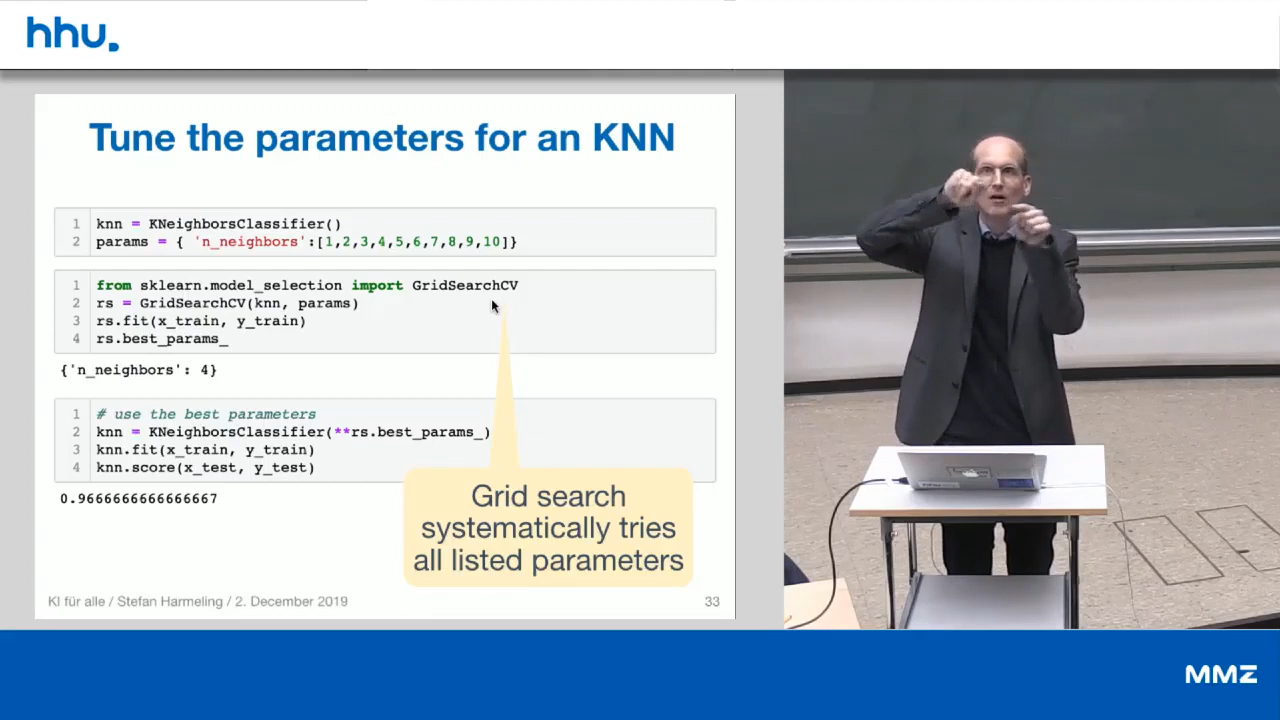 hhu.
Tune the parameters for an KNN
1 knn = KNeighborsClassifier()
2 params = { 'n_neighbors':[1,2,3,4,5,6,7,8,9,10]}
1 from sklearn.model_selection import GridSearchCV
2 rs = GridSearchCV(knn, params)
3 rs.fit(x_train, y_train)
4 rs.best_params_
{'n_neighbors': 4}
1 # use the best parameters
2 knn = KNeighborsClassifier(**rs.best_params_)
3 knn.fit(x_train, y_train)
4 knn.score(x_test, y_test)
0.9666666666666667
Grid search
systematically tries
all listed parameters
KI für alle / Stefan Harmeling / 2. December 2019
33
MMZ